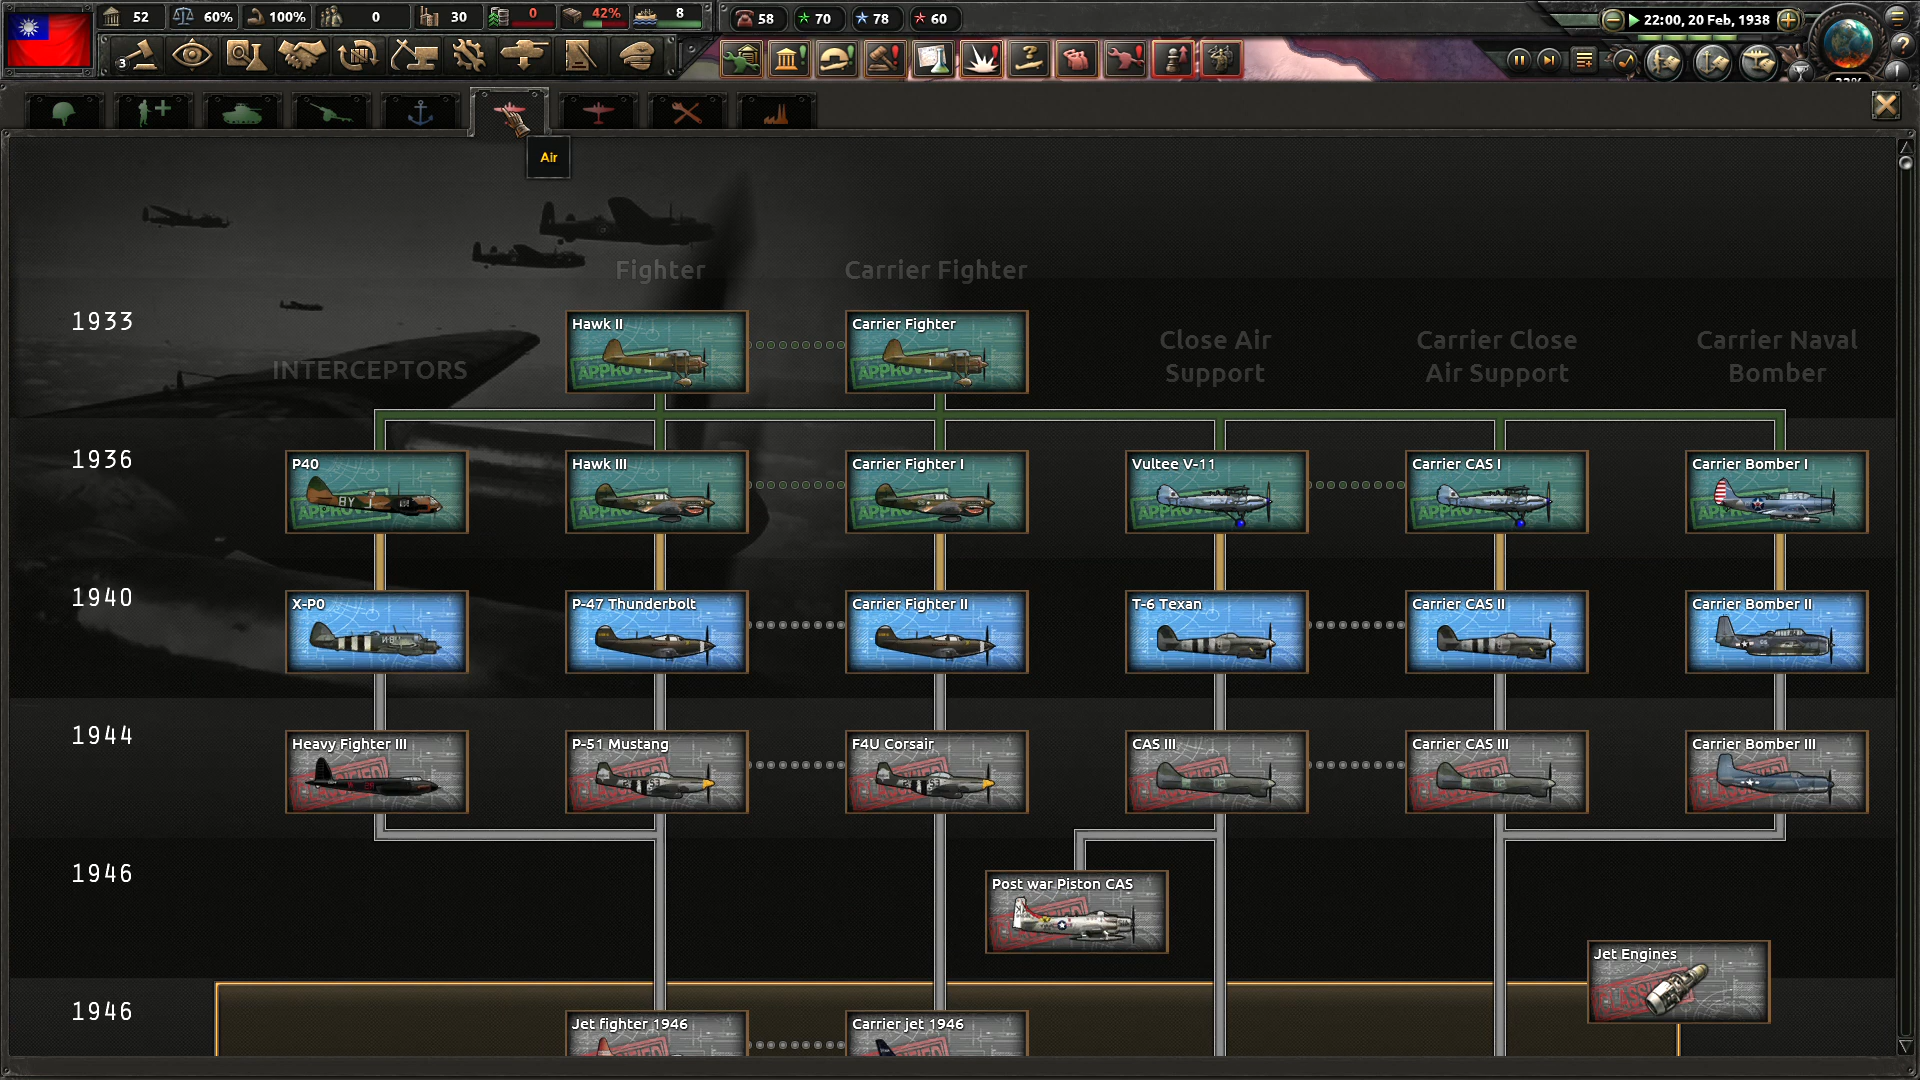 52
60%
100%
0
30
0
42%
8
58
70
78
60
22:00, 20 Feb, 1938
3
Air
Fighter
Carrier Fighter
1933
Hawk II
Carrier Fighter
INTERCEPTORS
Close Air
Support
Carrier Close
Air Support
Carrier Naval
Bomber
1936
P40
Hawk III
Carrier Fighter I
Vultee V-11
Carrier CAS I
Carrier Bomber I
1940
X-P0
P-47 Thunderbolt
Carrier Fighter II
T-6 Texan
Carrier CAS II
Carrier Bomber II
1944
Heavy Fighter III
P-51 Mustang
F4U Corsair
CAS III
Carrier CAS III
Carrier Bomber III
1946
Post war Piston CAS
Jet Engines
1946
Jet fighter 1946
Carrier jet 1946